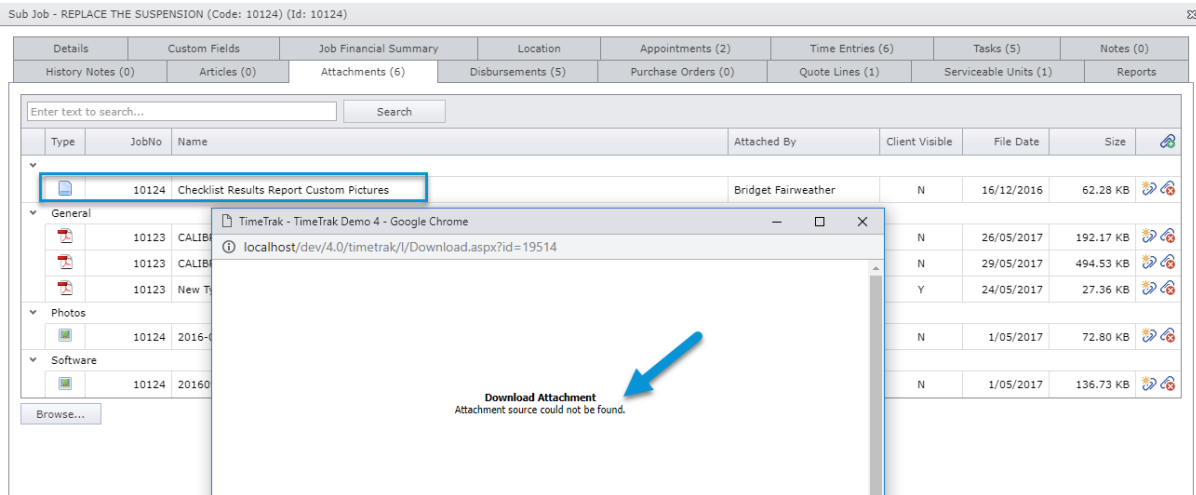 Sub Job - REPLACE THE SUSPENSION (Code: 10124) (Id: 10124)
Details Custom Fields Job Financial Summary Location Appointments (2) Time Entries (6) Tasks (5) Notes (0)
History Notes (0) Articles (0) Attachments (6) Disbursements (5) Purchase Orders (0) Quote Lines (1) Serviceable Units (1) Reports
Enter text to search... Search
Type JobNo Name Attached By Client Visible File Date Size
10124 Checklist Results Report Custom Pictures Bridget Fairweather N 16/12/2016 62.28 KB
General
TimeTrak - TimeTrak Demo 4 - Google Chrome
10123 CALIB N 26/05/2017 192.17 KB
localhost/dev/4.0/timetrak/I/Download.aspx?id=19514
10123 CALIB N 29/05/2017 494.53 KB
10123 New Ty Y 24/05/2017 27.36 KB
Photos
10124 2016-0 N 1/05/2017 72.80 KB
Software
10124 20160 N 1/05/2017 136.73 KB
Download Attachment
Attachment source could not be found.
Browse...